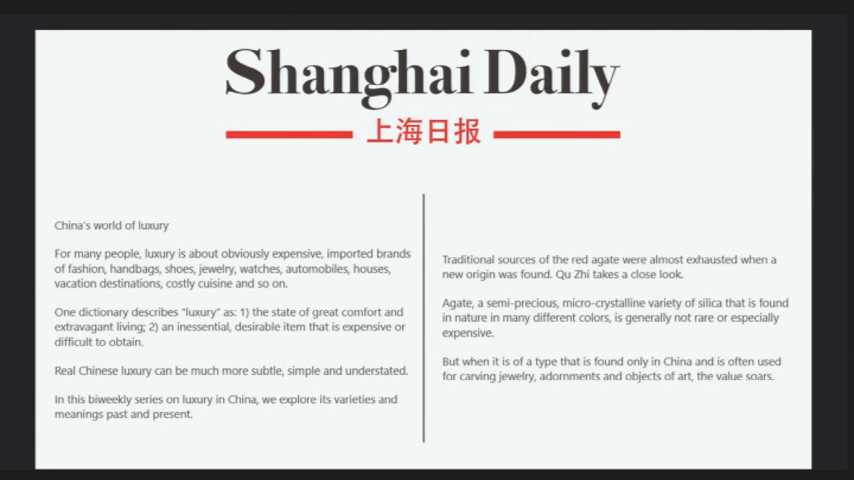 Shanghai Daily
上海日报
China's world of luxury
For many people, luxury is about obviously expensive, imported brands
of fashion, handbags, shoes, jewelry, watches, automobiles, houses,
vacation destinations, costly cuisine and so on.
One dictionary describes "luxury" as: 1) the state of great comfort and
extravagant living; 2) an inessential, desirable item that is expensive or
difficult to obtain.
Real Chinese luxury can be much more subtle, simple and understated.
In this biweekly series on luxury in China, we explore its varieties and
meanings past and present.
Traditional sources of the red agate were almost exhausted when a
new origin was found. Qu Zhi takes a close look.
Agate, a semi-precious, micro-crystalline variety of silica that is found
in nature in many different colors, is generally not rare or especially
expensive.
But when it is of a type that is found only in China and is often used
for carving jewelry, adornments and objects of art, the value soars.